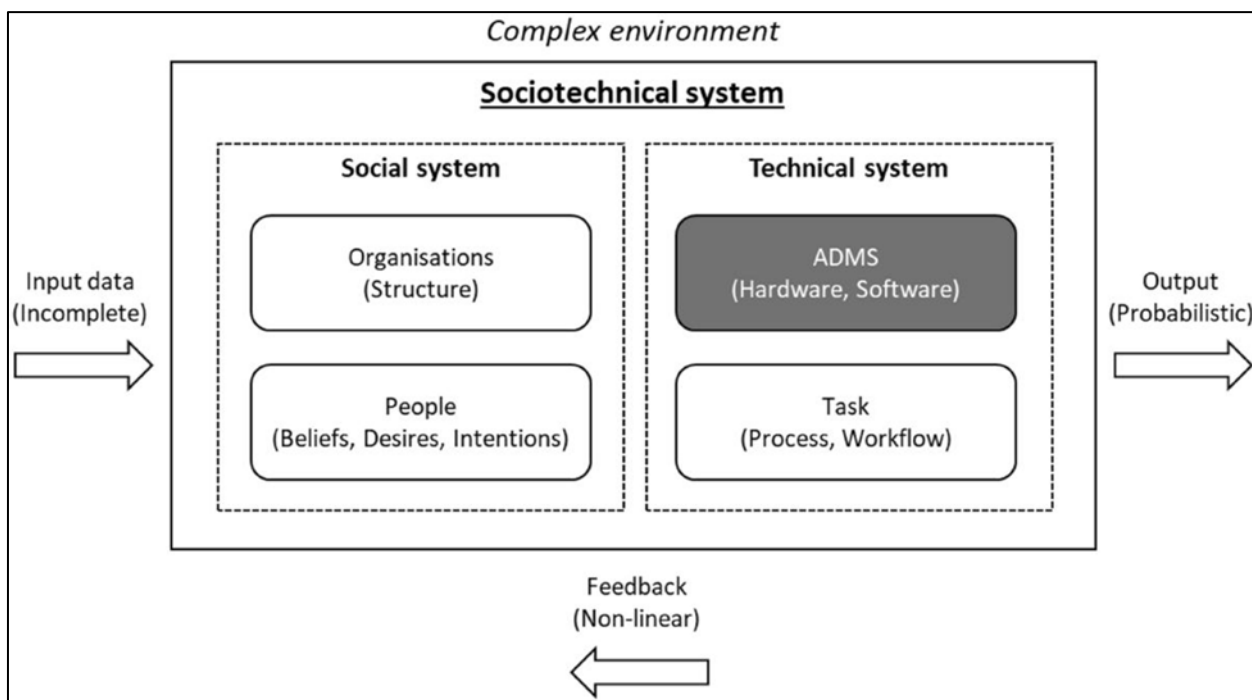 Complex environment
Sociotechnical system
Social system
Organisations
(Structure)
People
(Beliefs, Desires, Intentions)
Technical system
ADMS
(Hardware, Software)
Task
(Process, Workflow)
Input data
(Incomplete)
Output
(Probabilistic)
Feedback
(Non-linear)